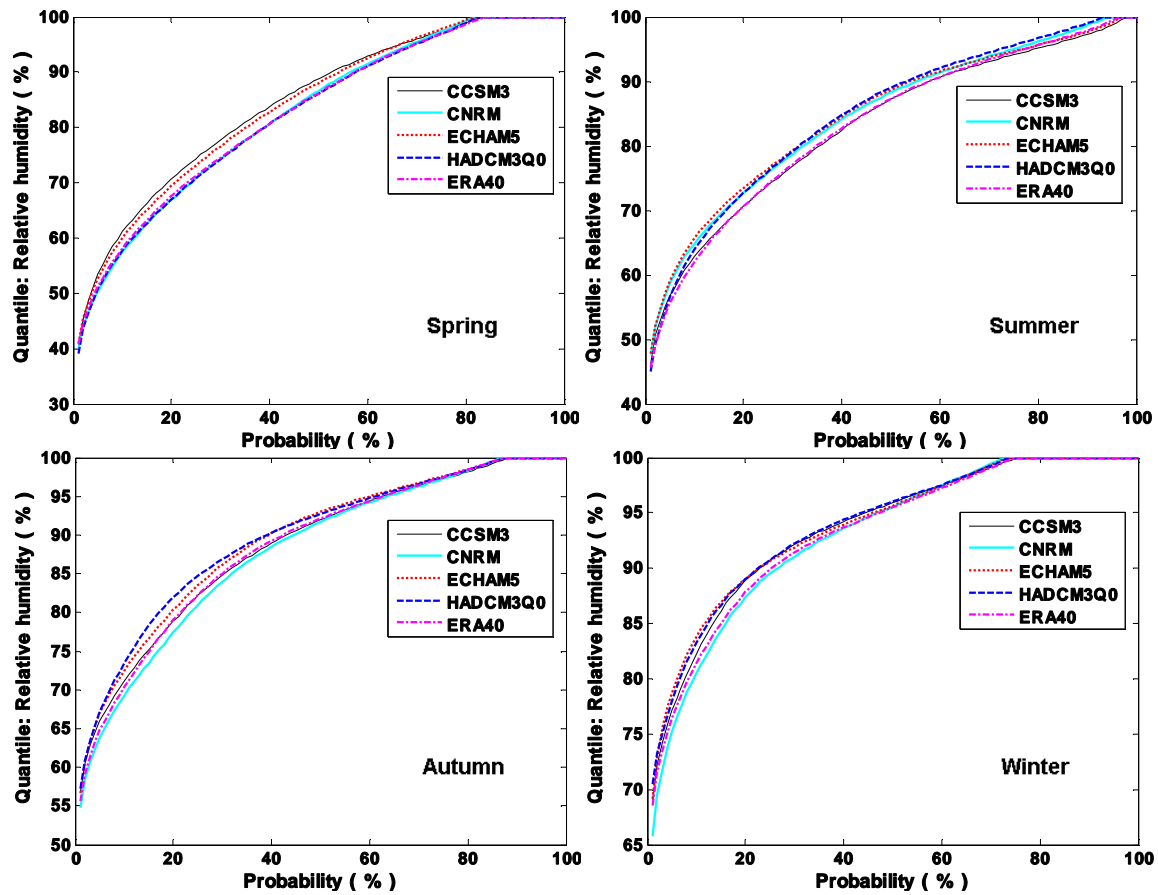 Quantile: Relative humidity ( % )
100
90
80
70
60
50
40
30
CCSM3
CNRM
ECHAM5
HADCM3Q0
ERA40
Spring
0 20 40 60 80 100
Probability ( % )
Quantile: Relative humidity ( % )
100
90
80
70
60
50
40
CCSM3
CNRM
ECHAM5
HADCM3Q0
ERA40
Summer
0 20 40 60 80 100
Probability ( % )
Quantile: Relative humidity ( % )
100
95
90
85
80
75
70
65
60
55
50
CCSM3
CNRM
ECHAM5
HADCM3Q0
ERA40
Autumn
0 20 40 60 80 100
Probability ( % )
Quantile: Relative humidity ( % )
100
95
90
85
80
75
70
65
CCSM3
CNRM
ECHAM5
HADCM3Q0
ERA40
Winter
0 20 40 60 80 100
Probability ( % )